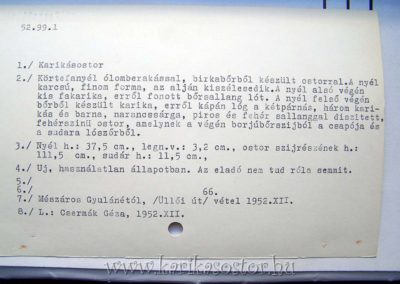 52.99.1
1./ Karikásostor
2./ Körtefanyél ólomberakással, birkabőrből készült ostorral.A nyél
karcsú, finom forma, az alján kiszélesedik.A nyél alsó végén
kis fakarika, erről fonott bőrsallang lót. A nyél felső végén
bőrből készült karika, erről kápán lóg a kétpárnás, három kari-
kás és barna, narancssárga, piros és fehér sallanggal díszített,
fehérszínű ostor, amelynek a végén borjúbőrszíjból a csapója és
a sudara lószőrből.
3./ Nyél h.: 37,5 cm., legn.v.: 3,2 cm., ostor szíjrészének h.:
111,5 cm., sudár h.: 11,5 cm.,
4./ Uj, használatlan állapotban. Az eladó nem tud róla semmit.
5./
6./ 66.
7./ Mészáros Gyulánétól, /Üllői út/ vétel 1952.XII.
8./ L.: Csermák Géza, 1952.XII.
www.karikasostor.hu